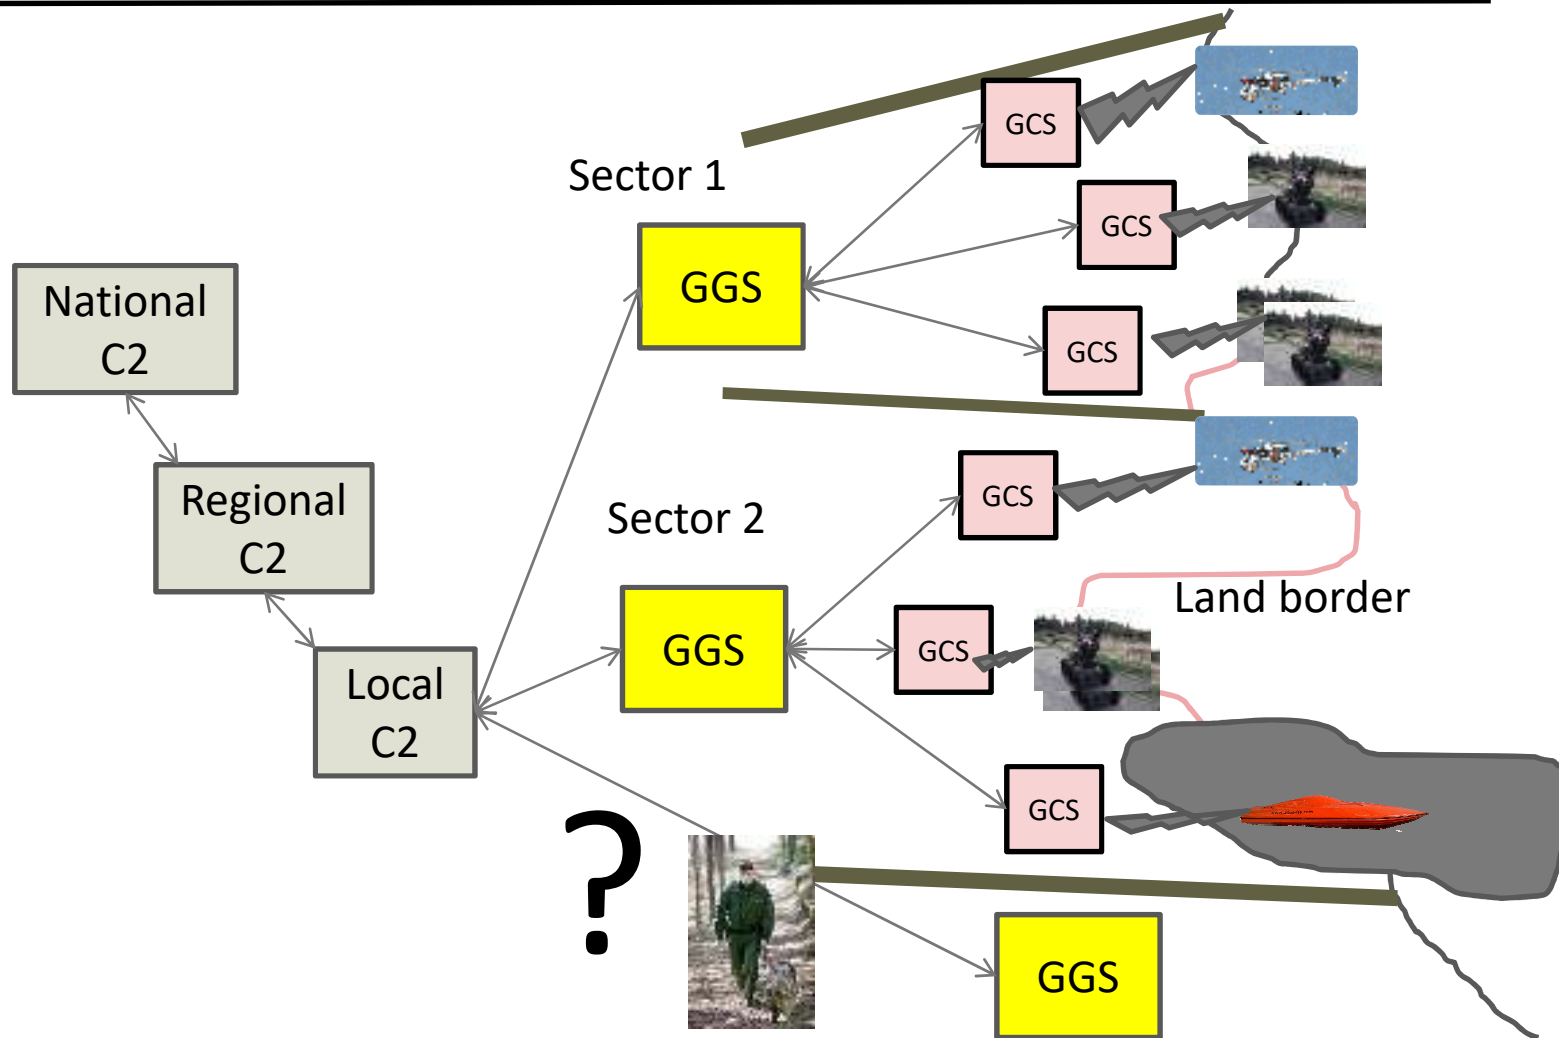 Sector 1
GCS
GCS
GCS
GGS
National
C2
Regional
C2
Local
C2
Sector 2
GGS
GCS
GCS
GCS
Land border
?
GGS